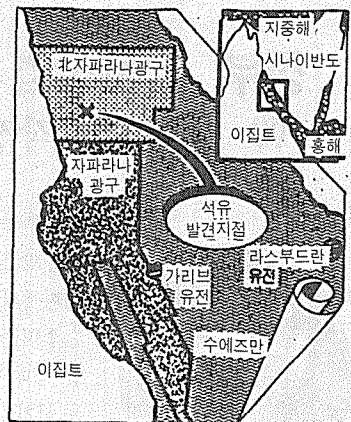 지중해
시나이반도
이집트
홍해
北자파라나광구
자파라나
광구
석유
발견지점
가리브
유전
라스부드란
유전
수에즈만
이집트